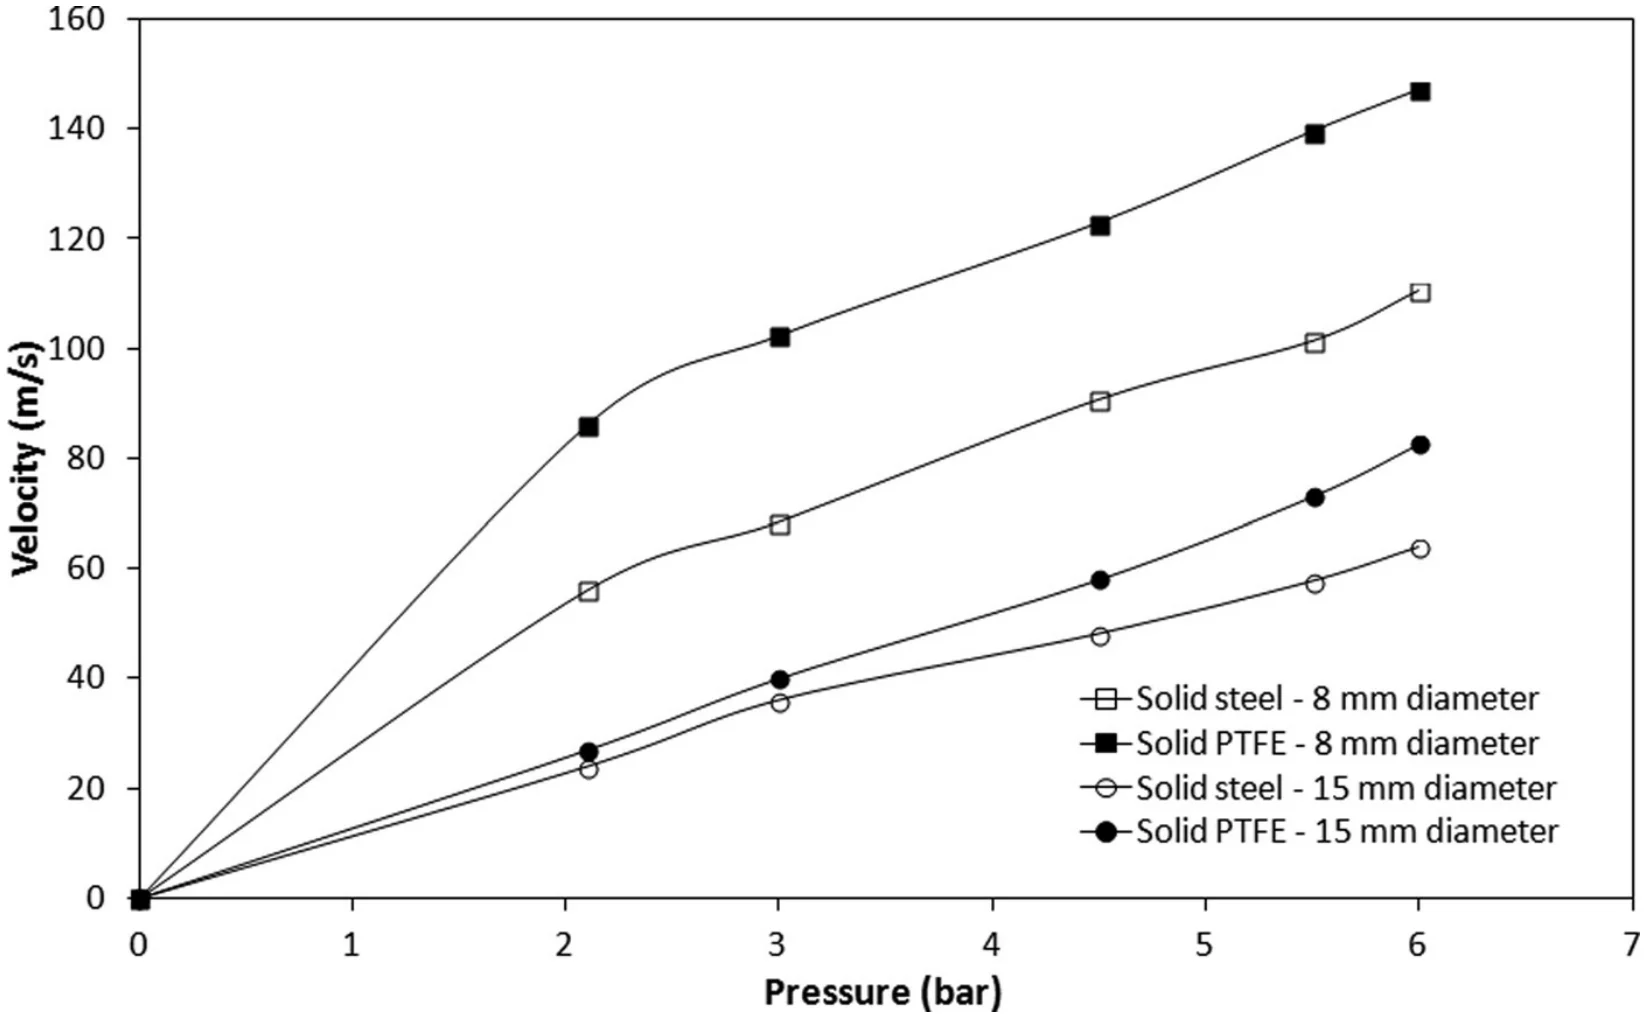 160
140
120
100
80
60
40
20
0
Velocity (m/s)
0 1 2 3 4 5 6 7
Pressure (bar)
Solid steel - 8 mm diameter
Solid PTFE - 8 mm diameter
Solid steel - 15 mm diameter
Solid PTFE - 15 mm diameter